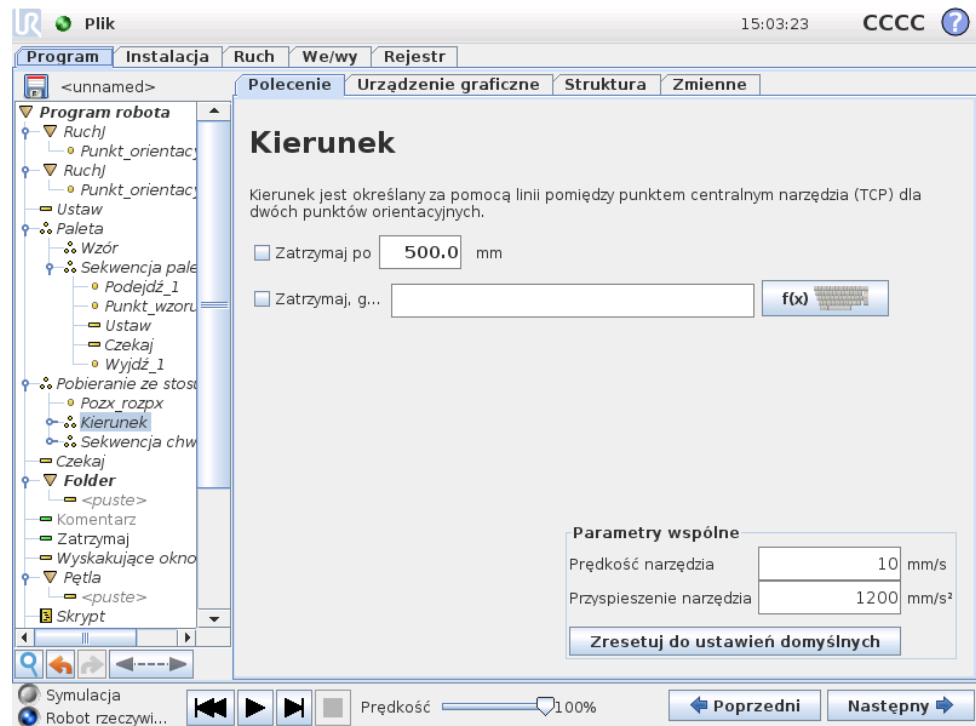 UR Plik 15:03:23 CCCC ?
Program Instalacja Ruch We/wy Rejestr
<unnamed>
Polecenie Urządzenie graficzne Struktura Zmienne
Program robota
RuchJ
Punkt_orientac
RuchJ
Punkt_orientac
Ustaw
Paleta
Wzór
Sekwencja pale
Podejdź_1
Punkt_wzoru
Ustaw
Czekaj
Wyjdź_1
Pobieranie ze stosu
Pozx_rozpx
Kierunek
Sekwencja chw
Czekaj
Folder
<puste>
Komentarz
Zatrzymaj
Wyskakujące okno
Pętla
<puste>
Skrypt
Kierunek
Kierunek jest określany za pomocą linii pomiędzy punktem centralnym narzędzia (TCP) dla
dwóch punktów orientacyjnych.
Zatrzymaj po 500.0 mm
Zatrzymaj, g... f(x)
Parametry wspólne
Prędkość narzędzia 10 mm/s
Przyspieszenie narzędzia 1200 mm/s²
Zresetuj do ustawień domyślnych
Symulacja
Robot rzeczywi...
Prędkość 100%
Poprzedni Następny